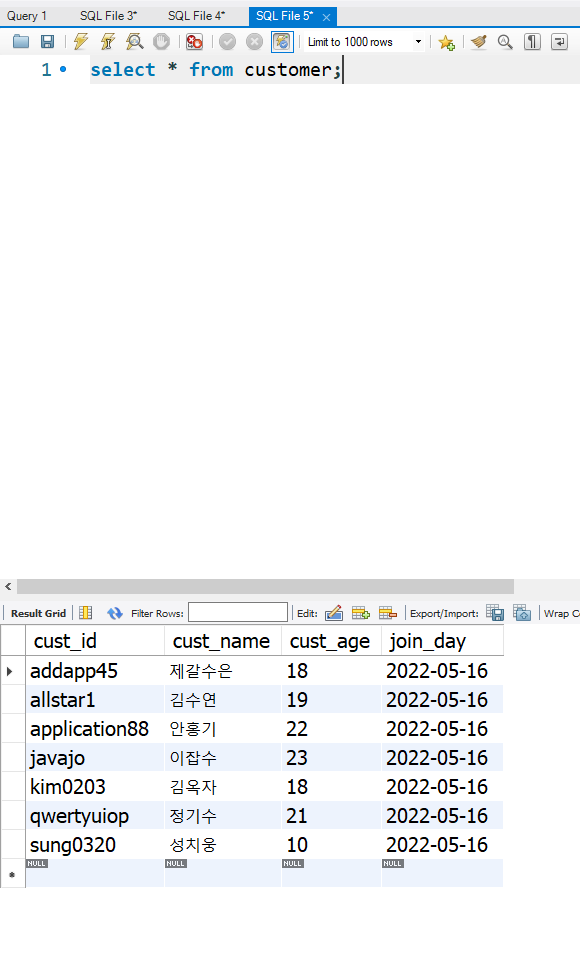 Query 1 SQL File 3* SQL File 4* SQL File 5* ×
Limit to 1000 rows
1 select * from customer;
Result Grid Filter Rows: Edit: Export/Import: Wrap C
cust_id cust_name cust_age join_day
addapp45 제갈수은 18 2022-05-16
allstar1 김수연 19 2022-05-16
application88 안홍기 22 2022-05-16
javajo 이잡수 23 2022-05-16
kim0203 김옥자 18 2022-05-16
qwertyuiop 정기수 21 2022-05-16
sung0320 성치웅 10 2022-05-16
NULL NULL NULL NULL